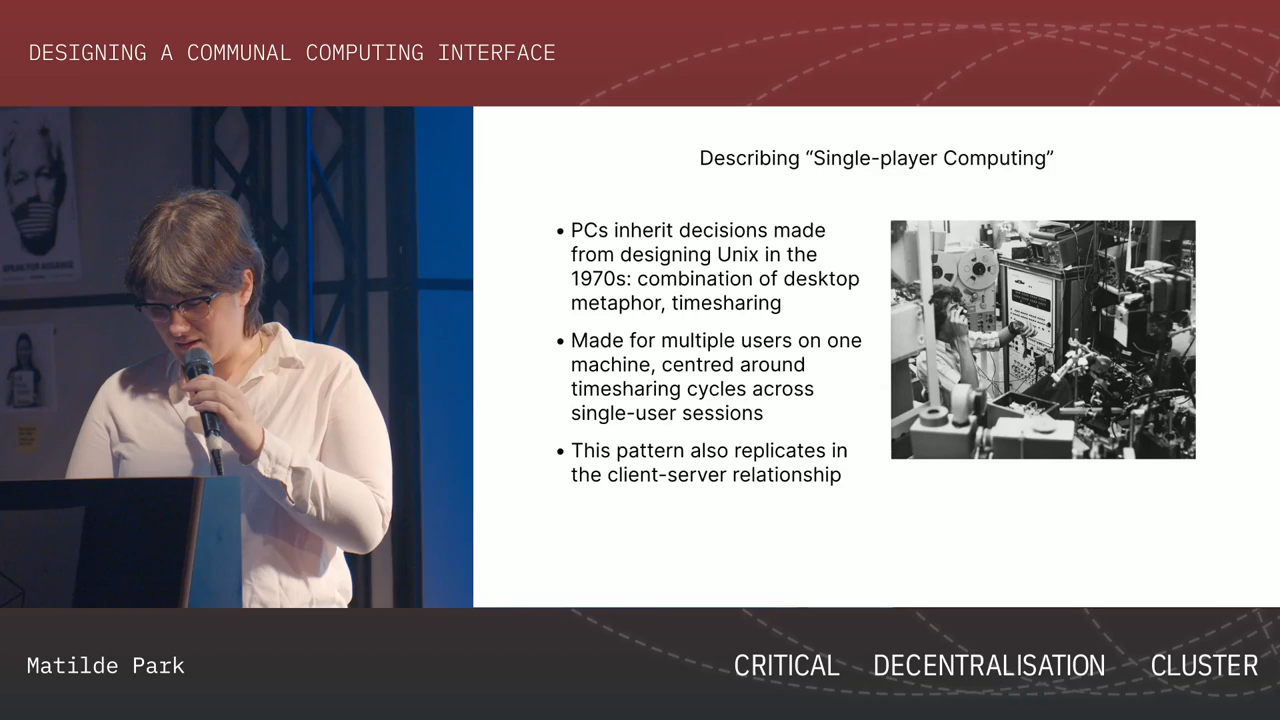 DESIGNING A COMMUNAL COMPUTING INTERFACE
Describing “Single-player Computing”
• PCs inherit decisions made
from designing Unix in the
1970s: combination of desktop
metaphor, timesharing
• Made for multiple users on one
machine, centred around
timesharing cycles across
single-user sessions
• This pattern also replicates in
the client-server relationship
Matilde Park
CRITICAL DECENTRALISATION CLUSTER